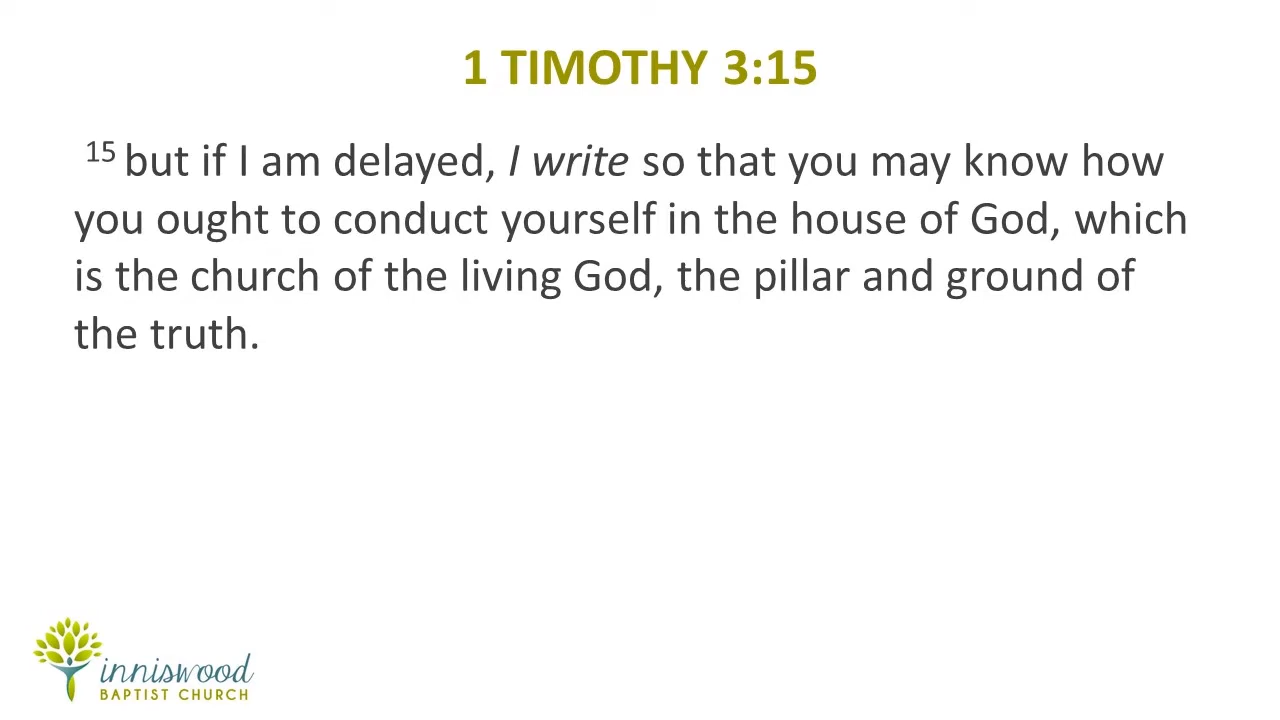 1 TIMOTHY 3:15
15 but if I am delayed, I write so that you may know how
you ought to conduct yourself in the house of God, which
is the church of the living God, the pillar and ground of
the truth.
inniswood
BAPTIST CHURCH